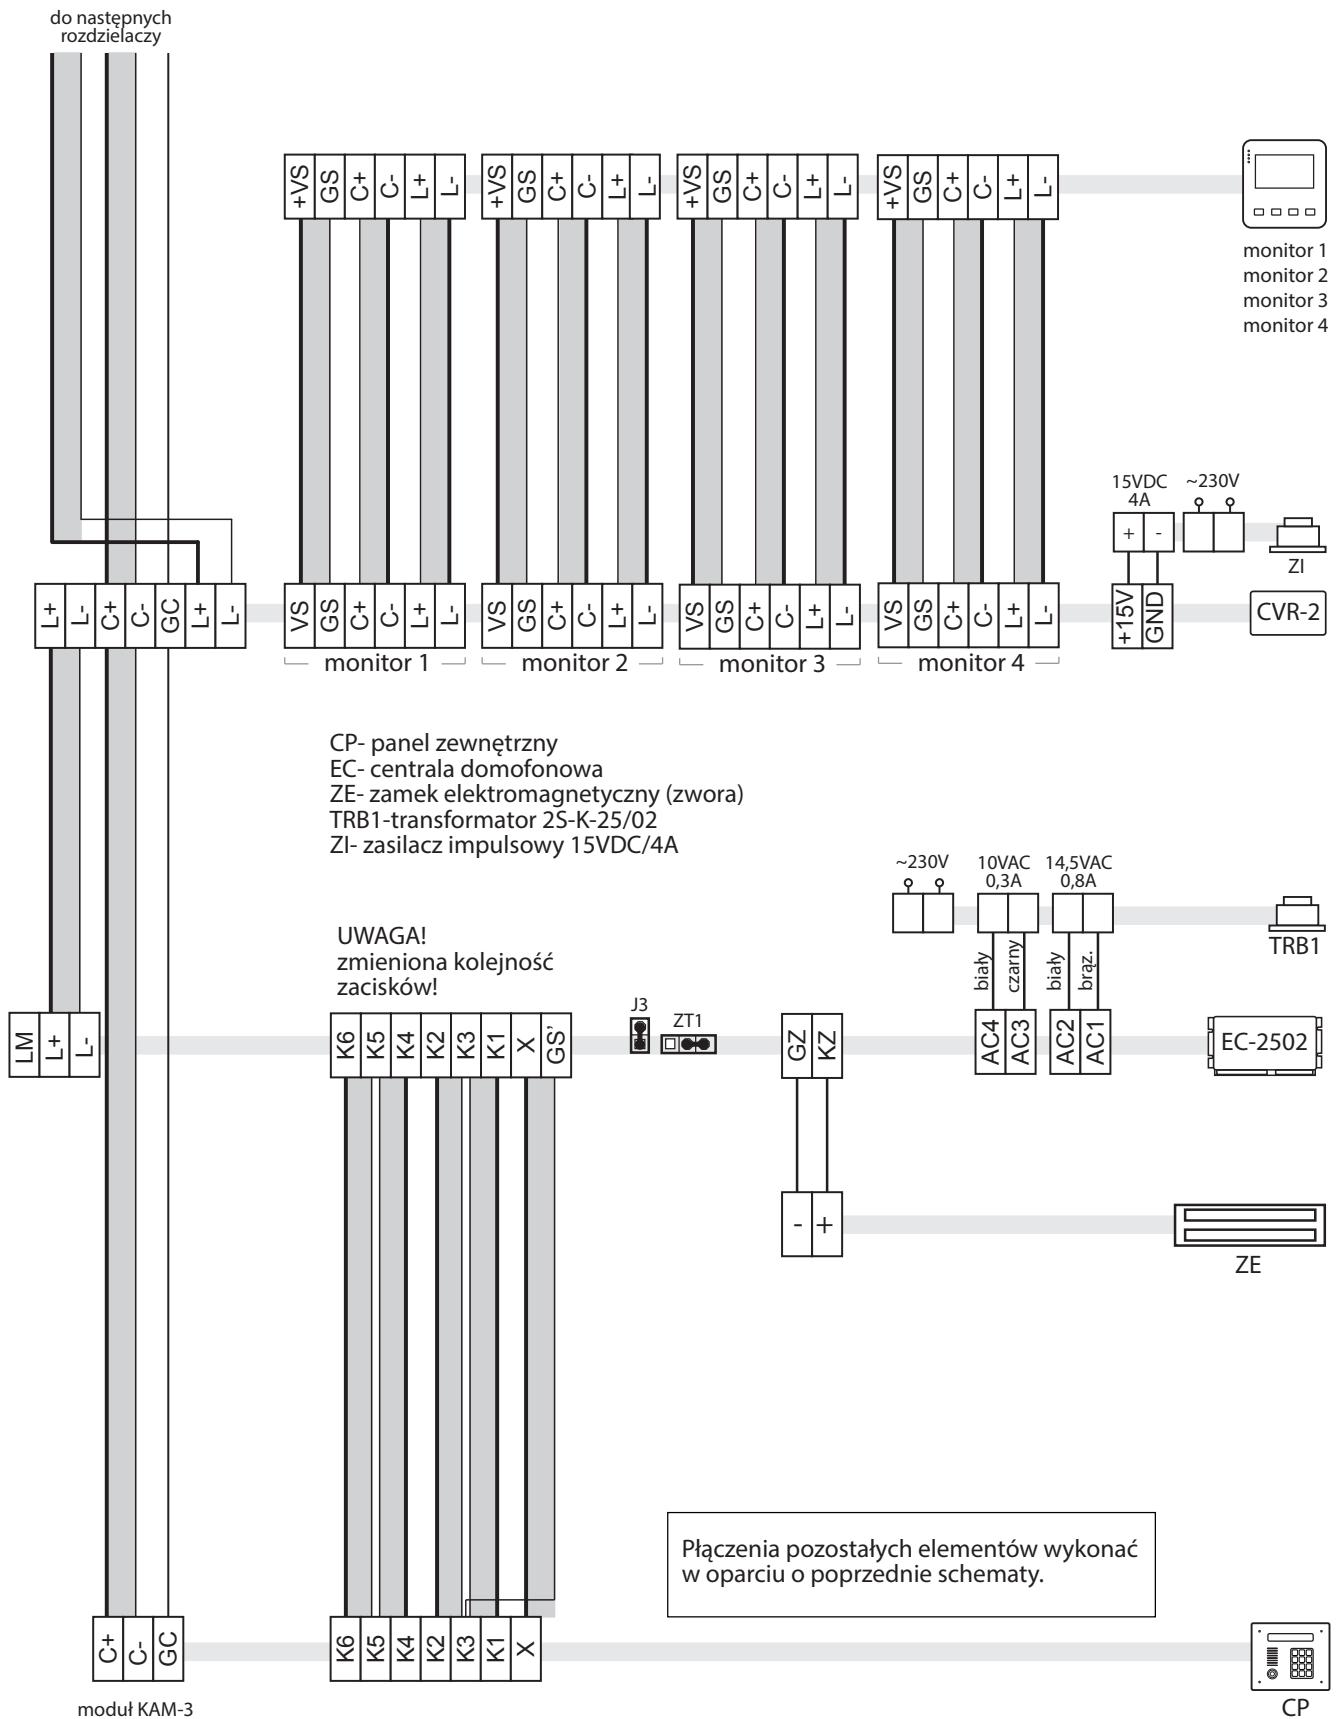 do następnych
rozdzielaczy
+VS GS C+ C- L+ L-
+VS GS C+ C- L+ L-
+VS GS C+ C- L+ L-
+VS GS C+ C- L+ L-
monitor 1
monitor 2
monitor 3
monitor 4
15VDC
4A
~230V
+ -
ZI
L+ L- C+ C- GC L+ L-
VS GS C+ C- L+ L-
VS GS C+ C- L+ L-
VS GS C+ C- L+ L-
VS GS C+ C- L+ L-
+15V GND
CVR-2
monitor 1
monitor 2
monitor 3
monitor 4
CP- panel zewnętrzny
EC- centrala domofonowa
ZE- zamek elektromagnetyczny (zwora)
TRB1-transformator 2S-K-25/02
ZI- zasilacz impulsowy 15VDC/4A
~230V
10VAC
0,3A
14,5VAC
0,8A
TRB1
biały czarny biały brąz.
UWAGA!
zmieniona kolejność
zacisków!
LM L+ L-
K6 K5 K4 K2 K3 K1 X GS'
J3
ZT1
GZ KZ
AC4 AC3
AC2 AC1
EC-2502
- +
ZE
Płączenia pozostałych elementów wykonać
w oparciu o poprzednie schematy.
C+ C- GC
K6 K5 K4 K2 K3 K1 X
moduł KAM-3
CP